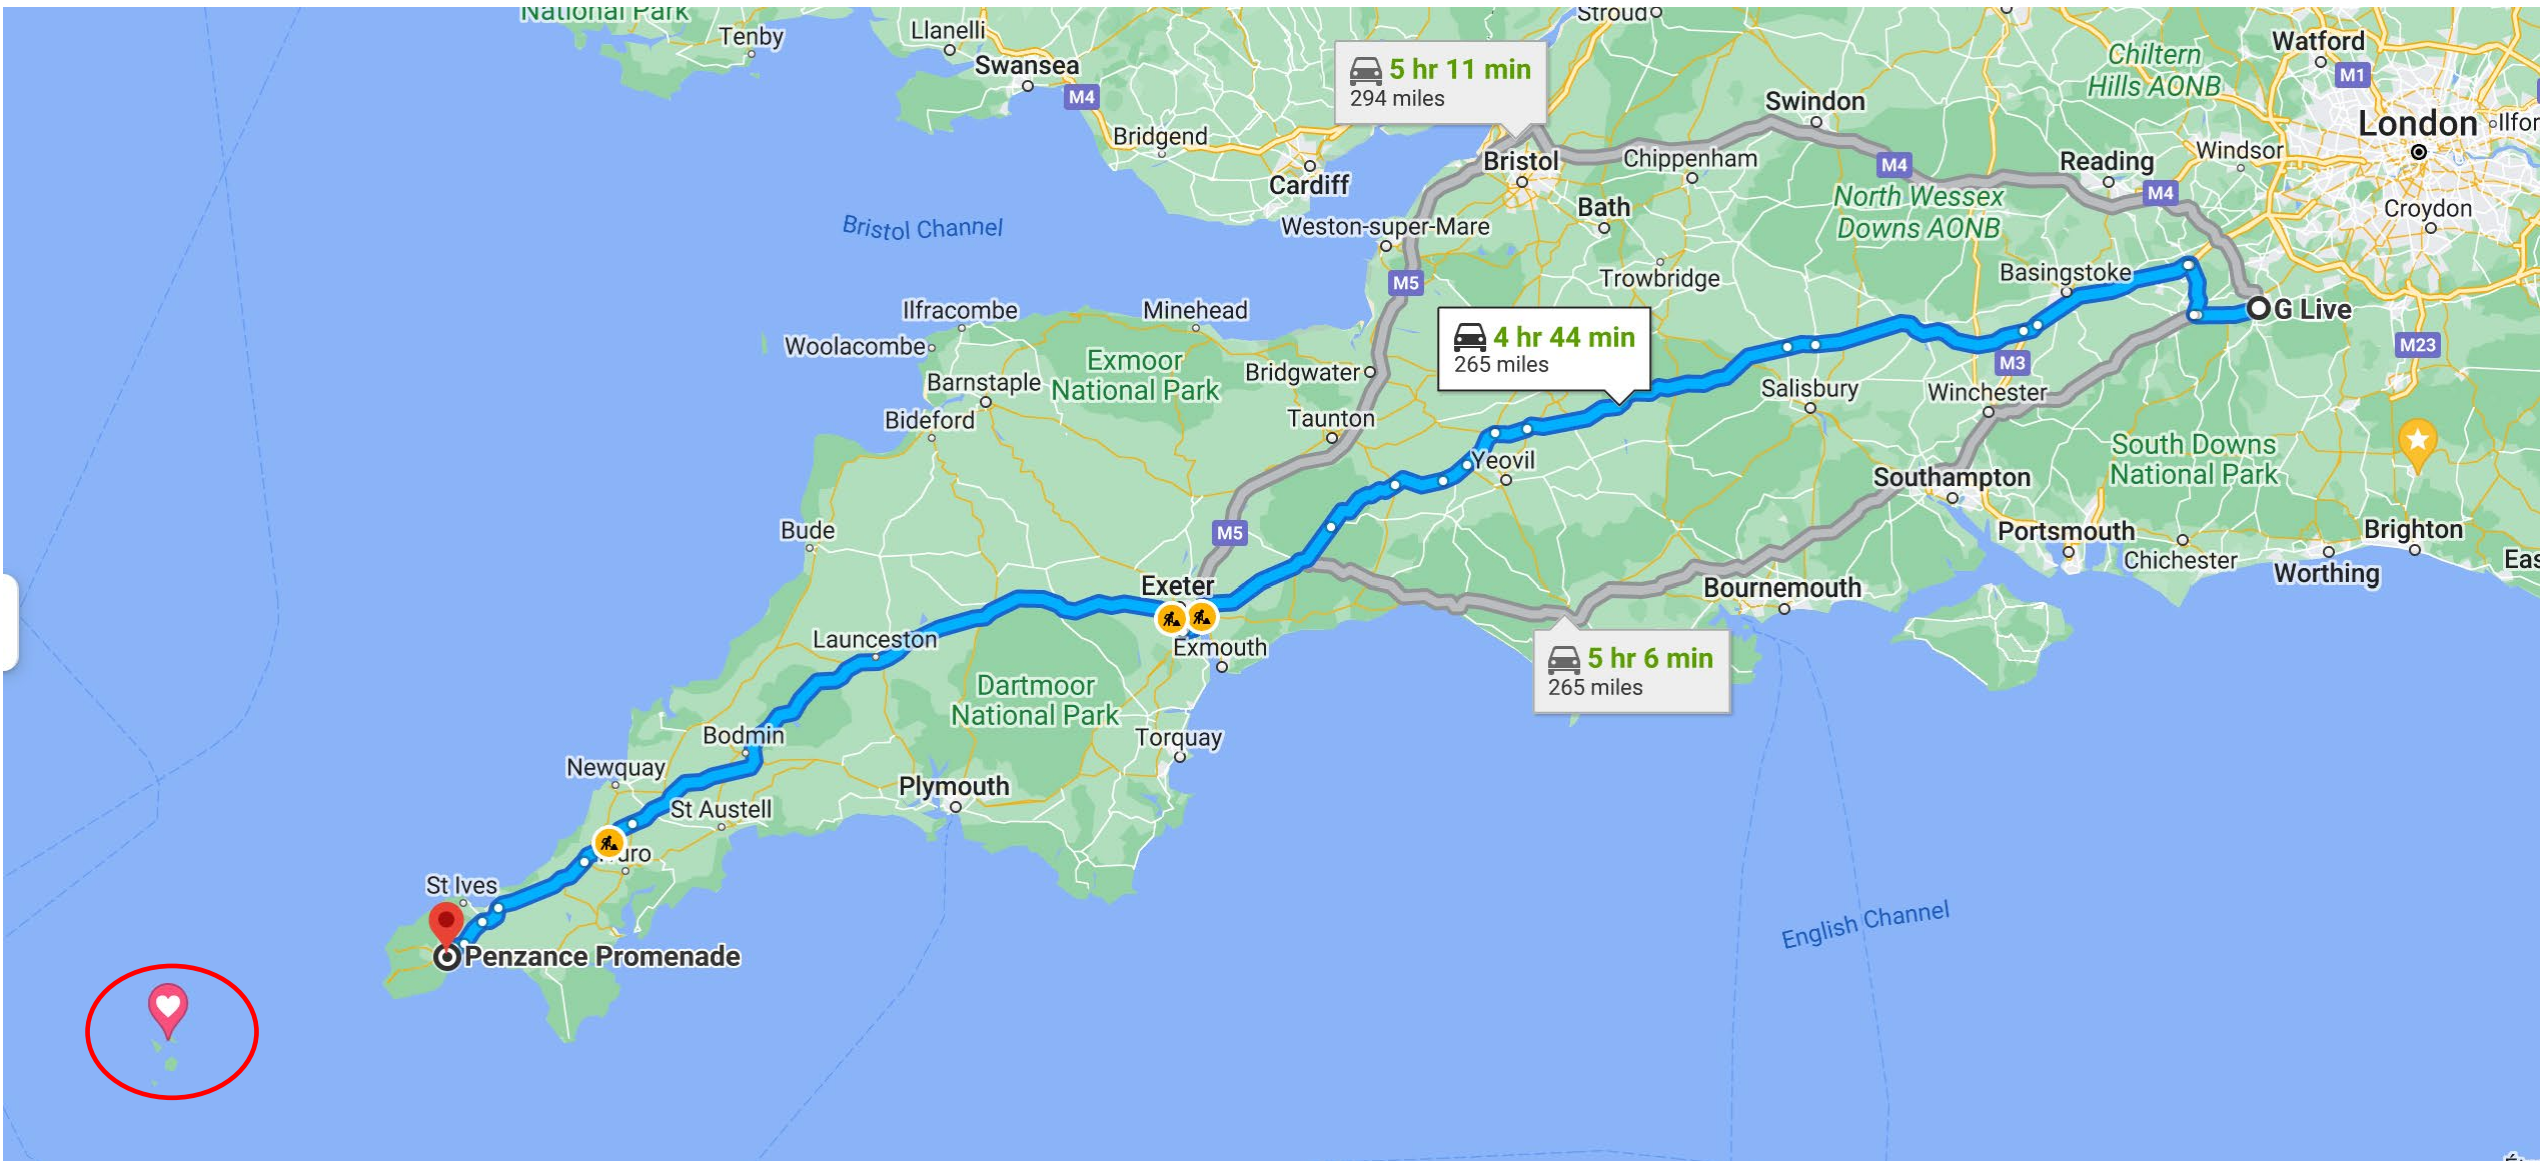 National Park
Tenby
Llanelli
Swansea
M4
Bridgend
Cardiff
Stroud
5 hr 11 min
294 miles
Bristol
Chippenham
Swindon
M4
Chiltern
Hills AONB
Watford
M1
London
Ilfor
Windsor
Reading
M4
Croydon
North Wessex
Downs AONB
Bath
Weston-super-Mare
Bristol Channel
M5
Trowbridge
Basingstoke
G Live
M23
M3
Ilfracombe
Minehead
Woolacombe
Exmoor
National Park
Barnstaple
Bideford
Bridgwater
Taunton
4 hr 44 min
265 miles
Salisbury
Winchester
Yeovil
South Downs
National Park
Southampton
Portsmouth
Chichester
Brighton
Worthing
Eas
Bude
M5
Exeter
Exmouth
Bournemouth
5 hr 6 min
265 miles
Launceston
Dartmoor
National Park
Bodmin
Torquay
Newquay
Plymouth
St Austell
uro
St Ives
Penzance Promenade
English Channel